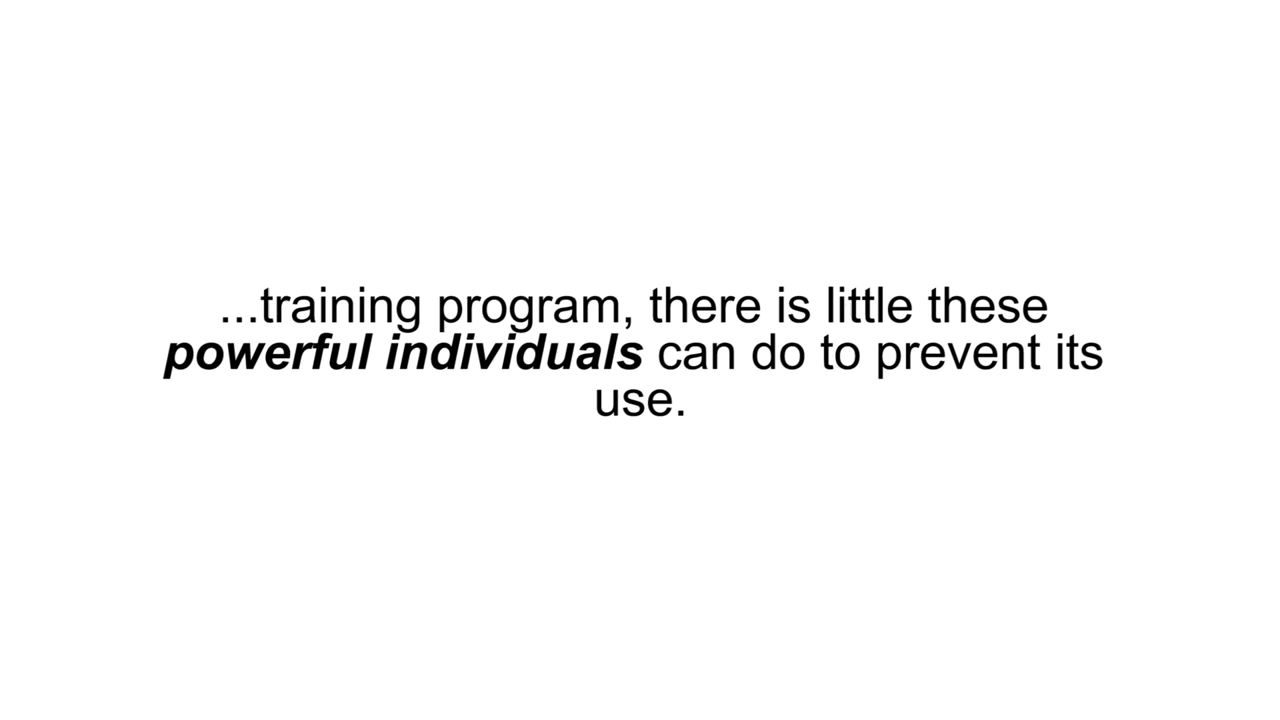 ...training program, there is little these
powerful individuals can do to prevent its
use.